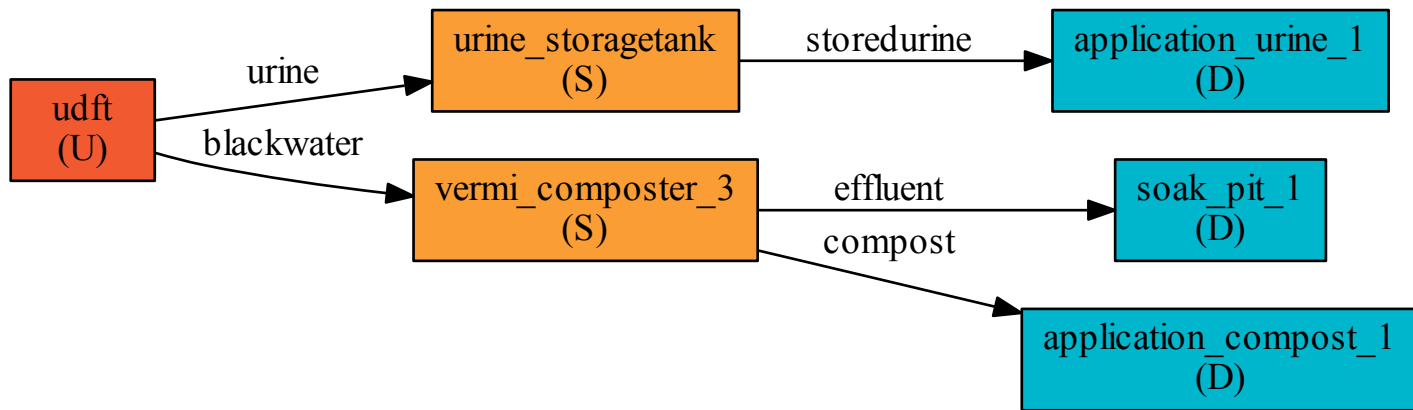 udft
(U)
urine
blackwater
urine_storagetank
(S)
vermi_composter_3
(S)
storedurine
effluent
compost
application_urine_1
(D)
soak_pit_1
(D)
application_compost_1
(D)